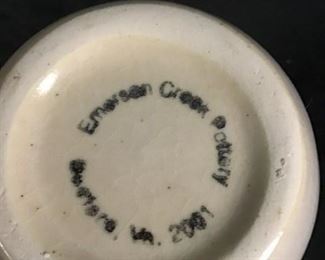 Emerson Creek Pottery
Bedford, Va. 2001